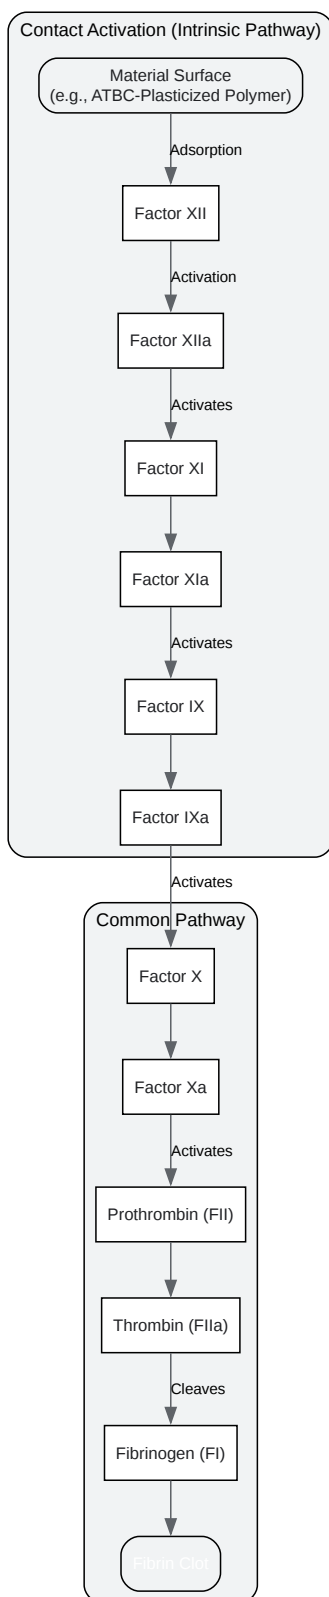 Contact Activation (Intrinsic Pathway)
Material Surface
(e.g., ATBC-Plasticized Polymer)
Adsorption
Factor XII
Activation
Factor XIIa
Activates
Factor XI
Factor XIa
Activates
Factor IX
Factor IXa
Activates
Common Pathway
Factor X
Factor Xa
Activates
Prothrombin (FII)
Thrombin (FIIa)
Cleaves
Fibrinogen (FI)
Fibrin Clot